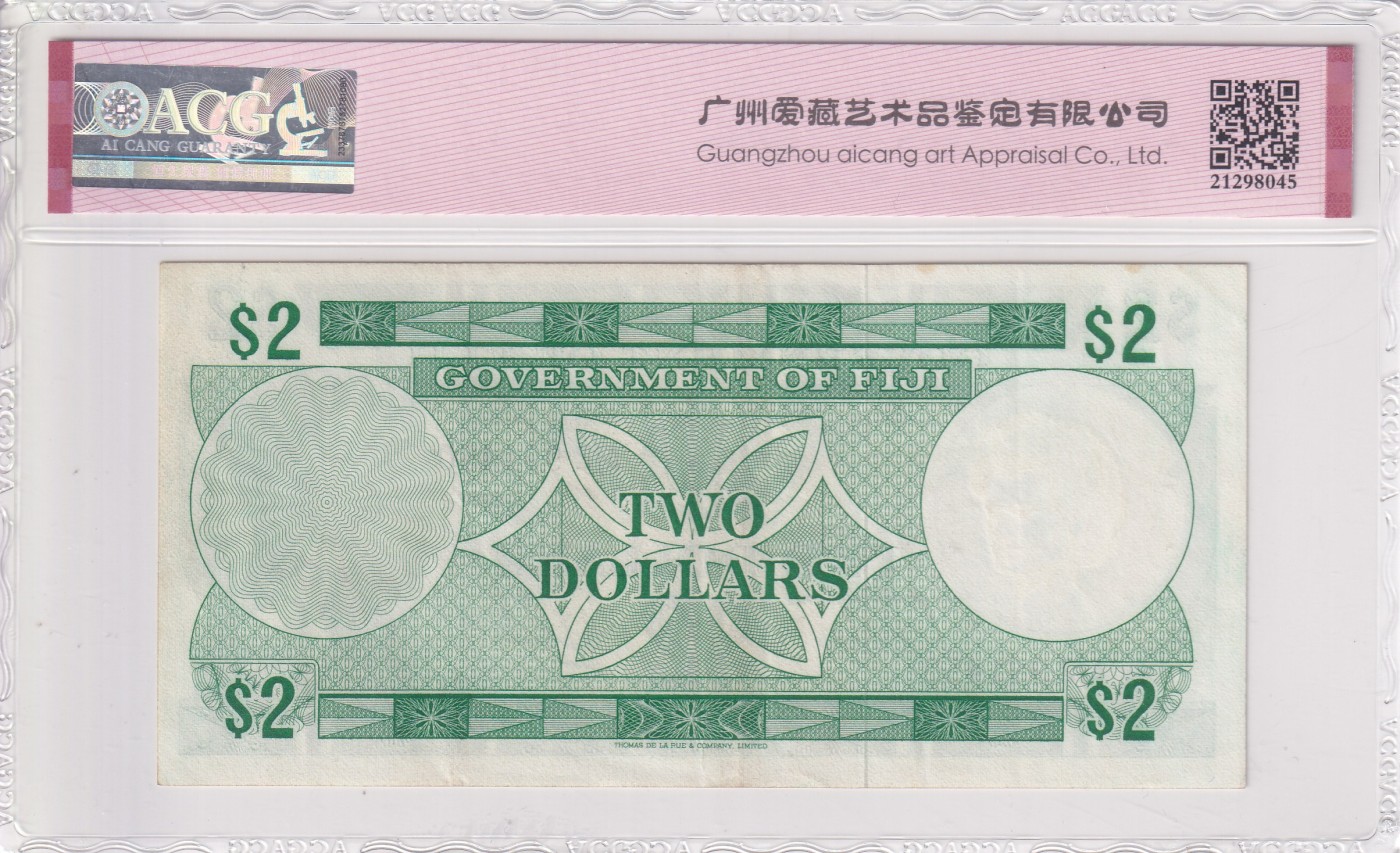 ACG
AI CANG GUARANTY
广州爱藏艺术品鉴定有限公司
Guangzhou aicang art Appraisal Co., Ltd.
21298045
$2
$2
GOVERNMENT OF FIJI
TWO
DOLLARS
$2
$2
THOMAS DE LA RUE & COMPANY, LIMITED